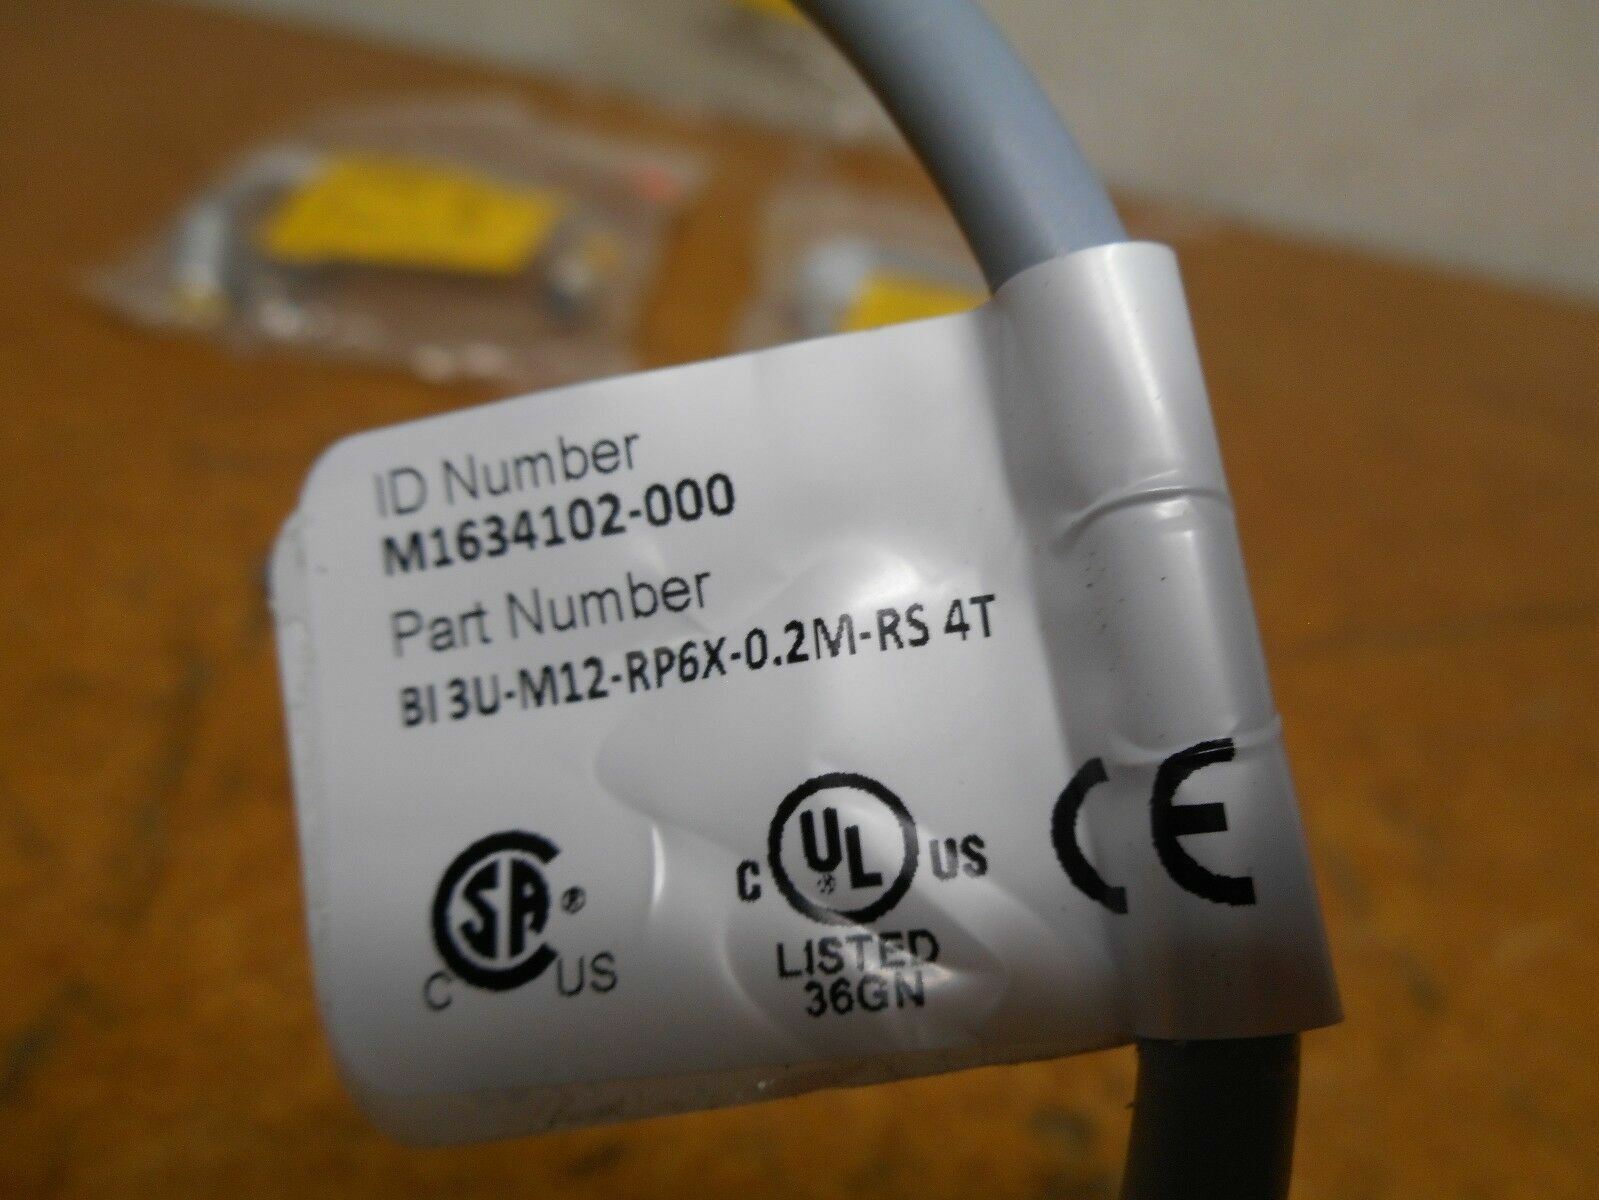 ID Number
M1634102-000
Part Number
BI 3U-M12-RP6X-0.2M-RS 4T
CSA® C US
C UL® US
LISTED
36GN
CE